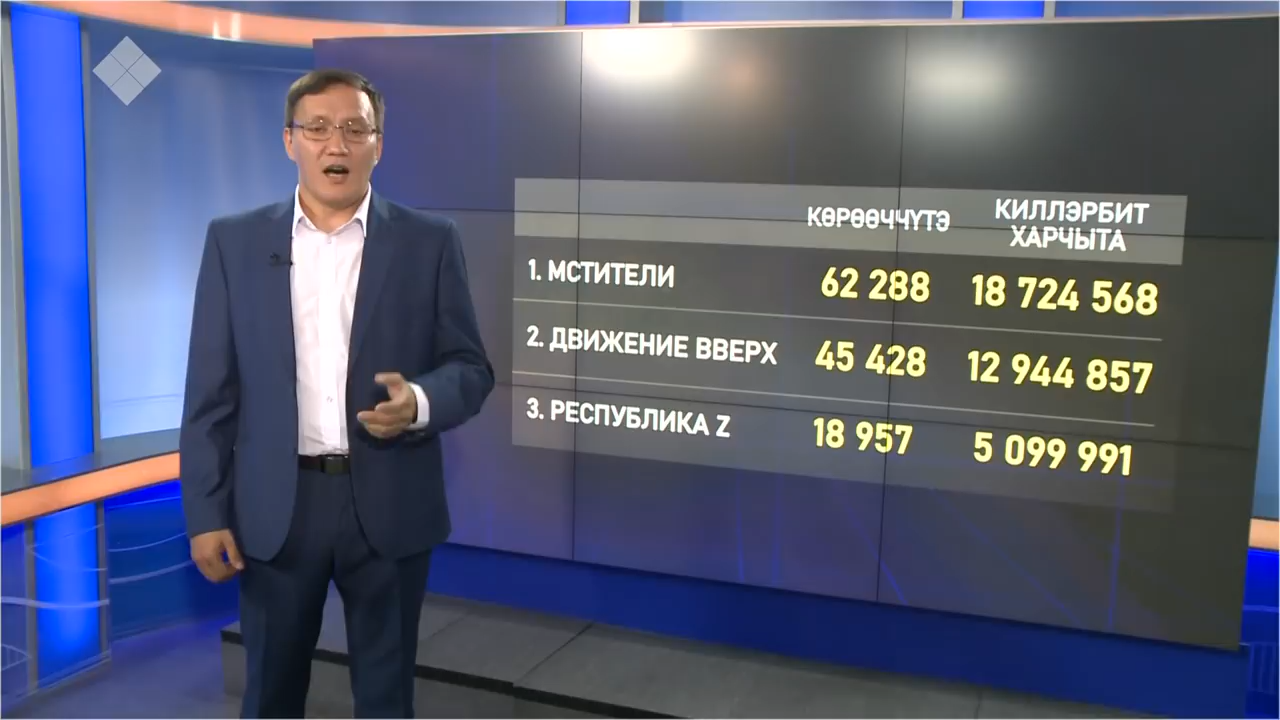 КӨРӨӨЧЧҮТЭ КИЛЛЭРБИТ
ХАРЧЫТА
1. МСТИТЕЛИ 62 288 18 724 568
2. ДВИЖЕНИЕ ВВЕРХ 45 428 12 944 857
3. РЕСПУБЛИКА Z 18 957 5 099 991